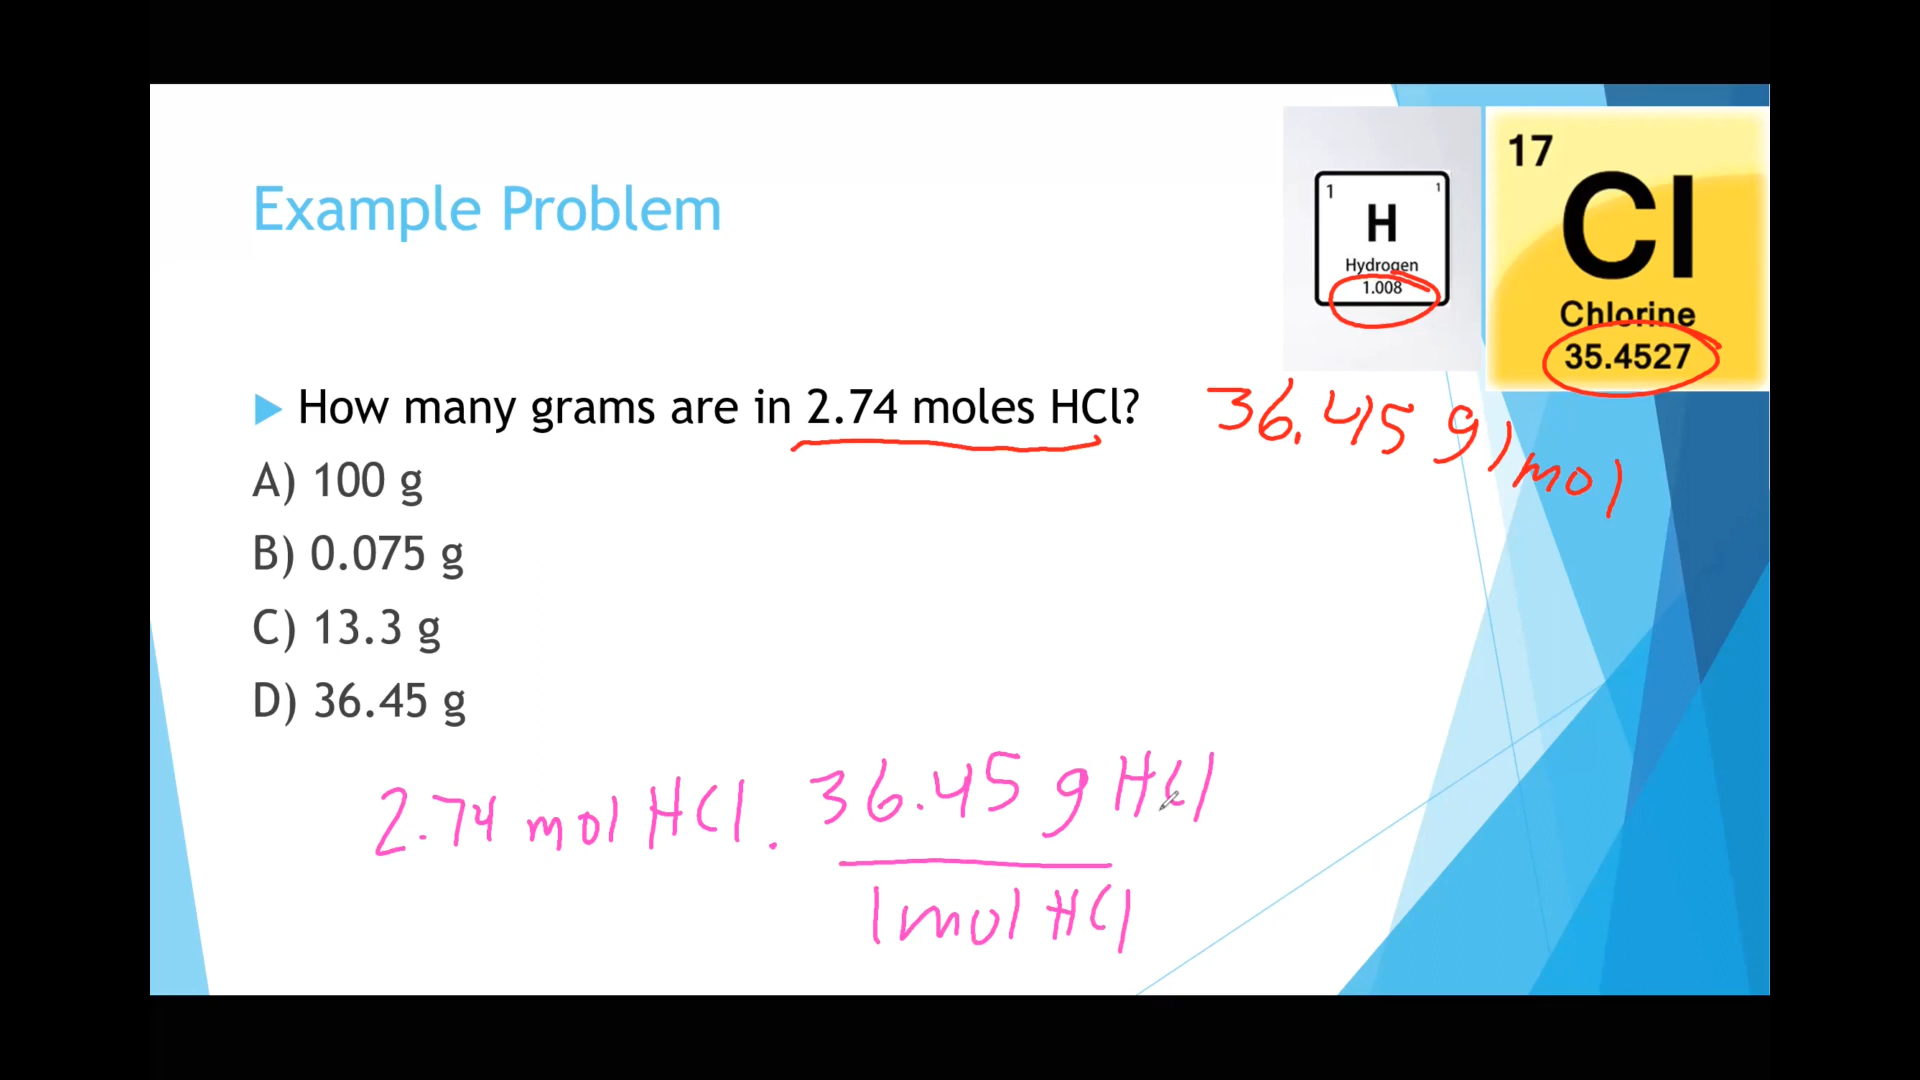 Example Problem
1
1
H
Hydrogen
1.008
17
Cl
Chlorine
35.4527
How many grams are in 2.74 moles HCl?
36.45 g/mol
A) 100 g
B) 0.075 g
C) 13.3 g
D) 36.45 g
2.74 mol HCl . 36.45 g HCl
1 mol HCl